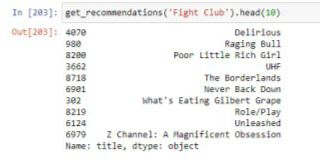 In [203]: get_recommendations('Fight Club').head(10)
Out[203]: 4070 Delirious
980 Raging Bull
8200 Poor Little Rich Girl
3662 UHF
8718 The Borderlands
6901 Never Back Down
302 What's Eating Gilbert Grape
8219 Role/Play
6124 Unleashed
6979 Z Channel: A Magnificent Obsession
Name: title, dtype: object